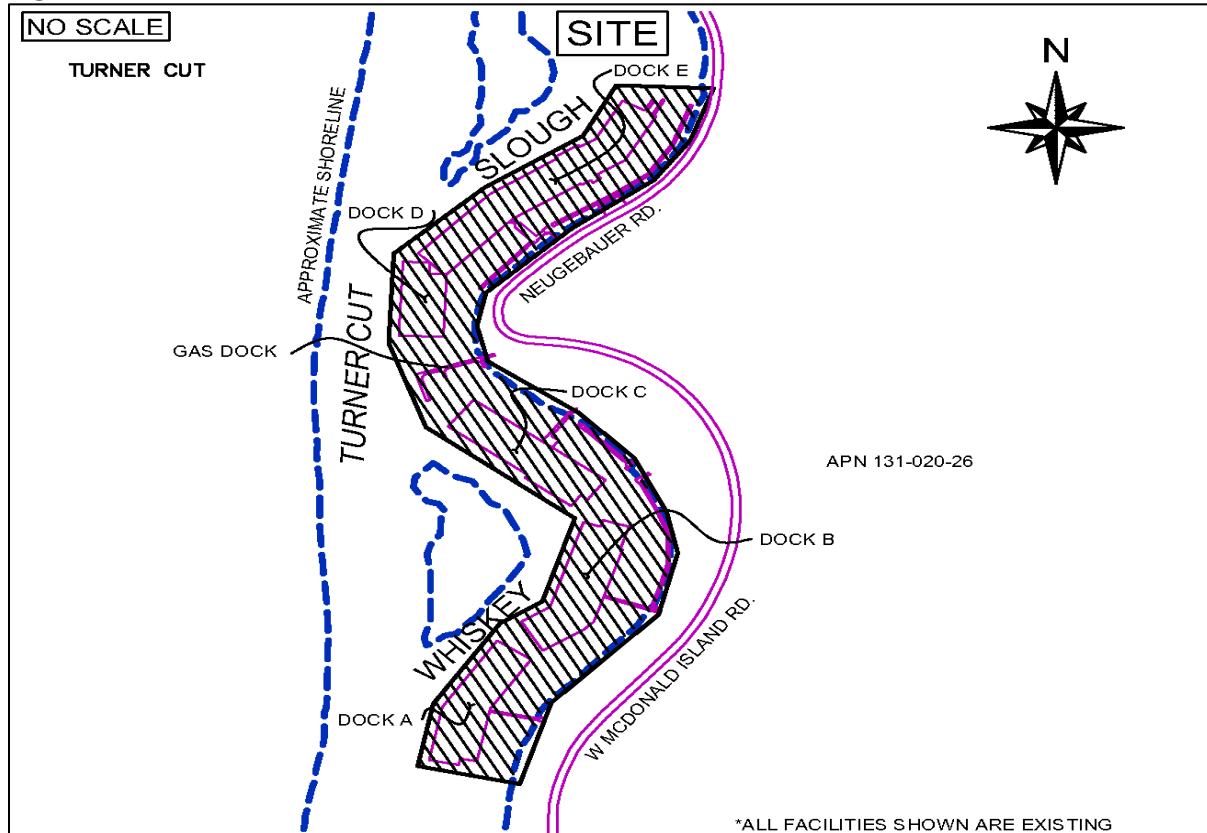 NO SCALE
SITE
TURNER CUT
N
DOCK E
SLOUGH
APPROXIMATE SHORELINE
DOCK D
NEUGEBAUER RD.
TURNER CUT
GAS DOCK
DOCK C
APN 131-020-26
DOCK B
WHISKEY
W MCDONALD ISLAND RD.
DOCK A
*ALL FACILITIES SHOWN ARE EXISTING